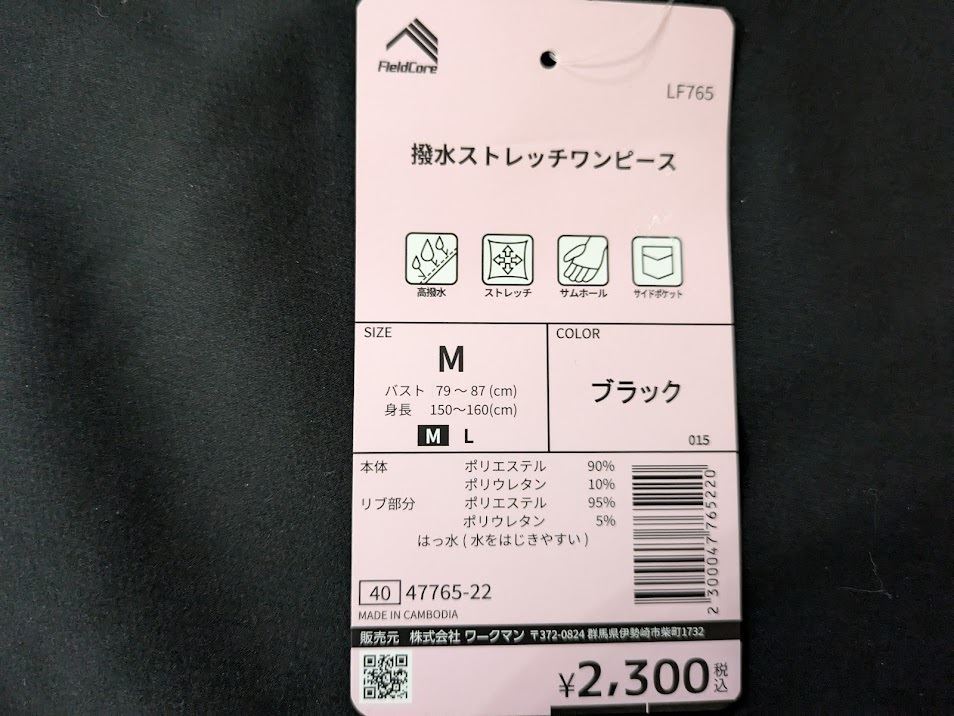 FieldCore
LF765
撥水ストレッチワンピース
高撥水 ストレッチ サムホール サイドポケット
SIZE
M
バスト 79～87(cm)
身長 150～160(cm)
M L
COLOR
ブラック
015
本体 ポリエステル 90%
ポリウレタン 10%
リブ部分 ポリエステル 95%
ポリウレタン 5%
はっ水(水をはじきやすい)
2300047765220
40 47765-22
MADE IN CAMBODIA
販売元 株式会社 ワークマン 〒372-0824 群馬県伊勢崎市柴町1732
¥2,300税込